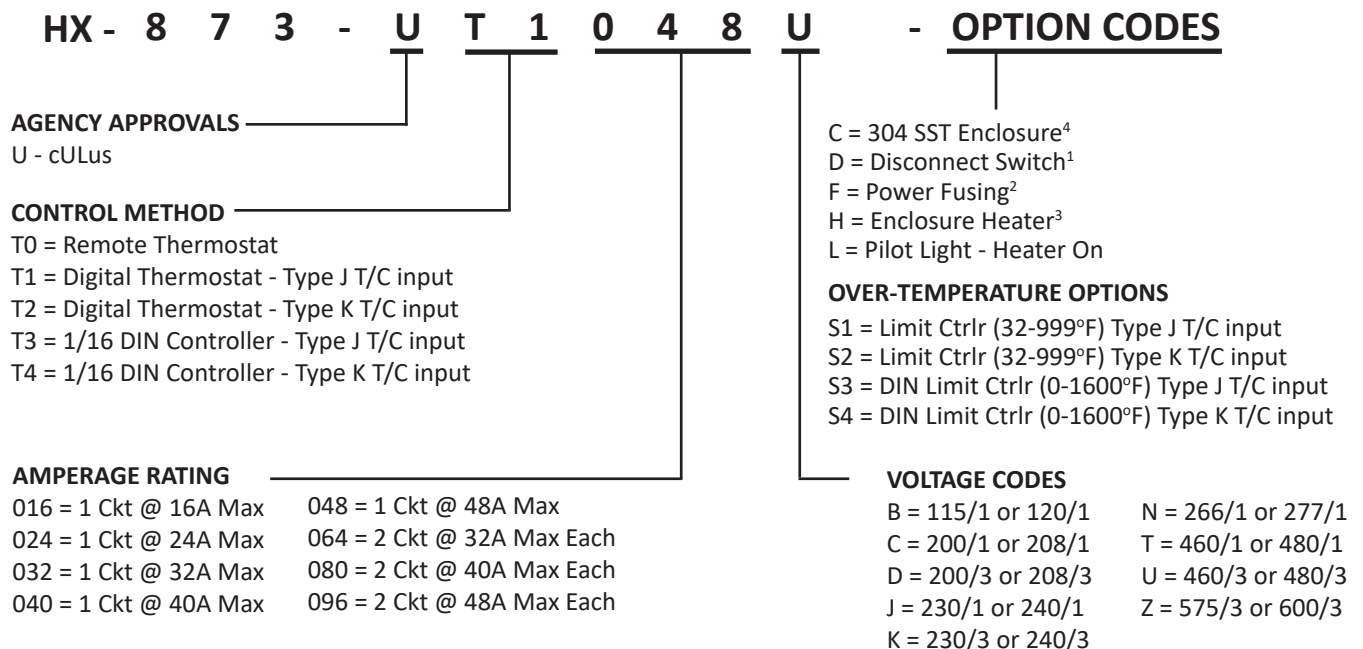 HX - 8 7 3 - U T 1 0 4 8 U - OPTION CODES
AGENCY APPROVALS
U - cULus
CONTROL METHOD
T0 = Remote Thermostat
T1 = Digital Thermostat - Type J T/C input
T2 = Digital Thermostat - Type K T/C input
T3 = 1/16 DIN Controller - Type J T/C input
T4 = 1/16 DIN Controller - Type K T/C input
C = 304 SST Enclosure⁴
D = Disconnect Switch¹
F = Power Fusing²
H = Enclosure Heater³
L = Pilot Light - Heater On
OVER-TEMPERATURE OPTIONS
S1 = Limit Ctrlr (32-999°F) Type J T/C input
S2 = Limit Ctrlr (32-999°F) Type K T/C input
S3 = DIN Limit Ctrlr (0-1600°F) Type J T/C input
S4 = DIN Limit Ctrlr (0-1600°F) Type K T/C input
AMPERAGE RATING
016 = 1 Ckt @ 16A Max
024 = 1 Ckt @ 24A Max
032 = 1 Ckt @ 32A Max
040 = 1 Ckt @ 40A Max
048 = 1 Ckt @ 48A Max
064 = 2 Ckt @ 32A Max Each
080 = 2 Ckt @ 40A Max Each
096 = 2 Ckt @ 48A Max Each
VOLTAGE CODES
B = 115/1 or 120/1
C = 200/1 or 208/1
D = 200/3 or 208/3
J = 230/1 or 240/1
K = 230/3 or 240/3
N = 266/1 or 277/1
T = 460/1 or 480/1
U = 460/3 or 480/3
Z = 575/3 or 600/3